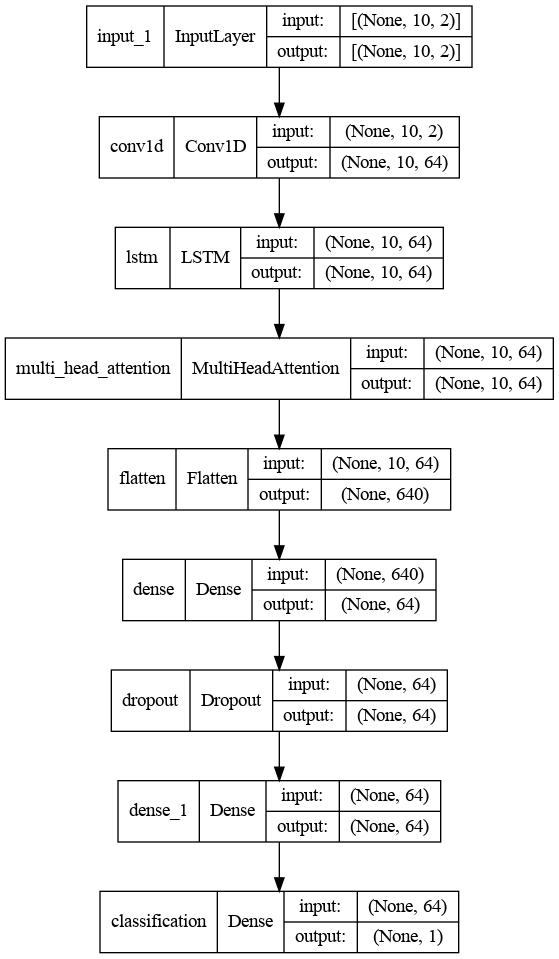 input_1 InputLayer input: [(None, 10, 2)]
output: [(None, 10, 2)]
conv1d Conv1D input: (None, 10, 2)
output: (None, 10, 64)
lstm LSTM input: (None, 10, 64)
output: (None, 10, 64)
multi_head_attention MultiHeadAttention input: (None, 10, 64)
output: (None, 10, 64)
flatten Flatten input: (None, 10, 64)
output: (None, 640)
dense Dense input: (None, 640)
output: (None, 64)
dropout Dropout input: (None, 64)
output: (None, 64)
dense_1 Dense input: (None, 64)
output: (None, 64)
classification Dense input: (None, 64)
output: (None, 1)